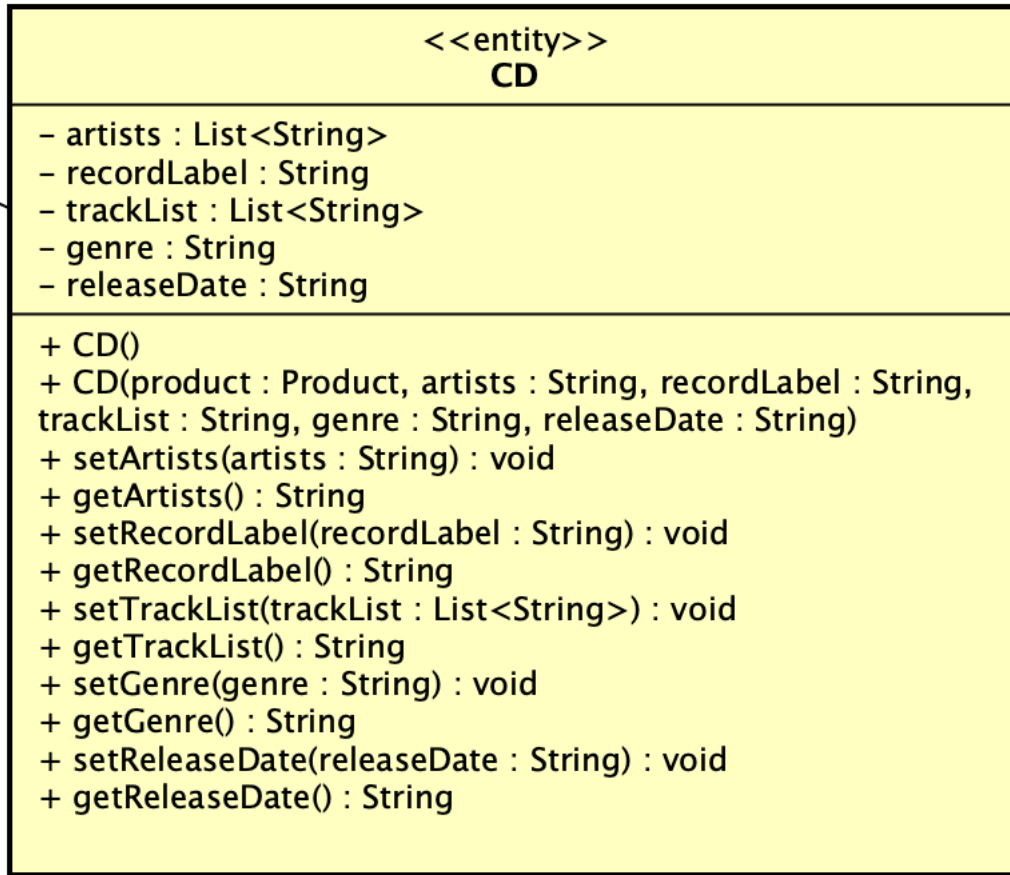 <<entity>>
CD
– artists : List<String>
– recordLabel : String
– trackList : List<String>
– genre : String
– releaseDate : String
+ CD()
+ CD(product : Product, artists : String, recordLabel : String,
trackList : String, genre : String, releaseDate : String)
+ setArtists(artists : String) : void
+ getArtists() : String
+ setRecordLabel(recordLabel : String) : void
+ getRecordLabel() : String
+ setTrackList(trackList : List<String>) : void
+ getTrackList() : String
+ setGenre(genre : String) : void
+ getGenre() : String
+ setReleaseDate(releaseDate : String) : void
+ getReleaseDate() : String